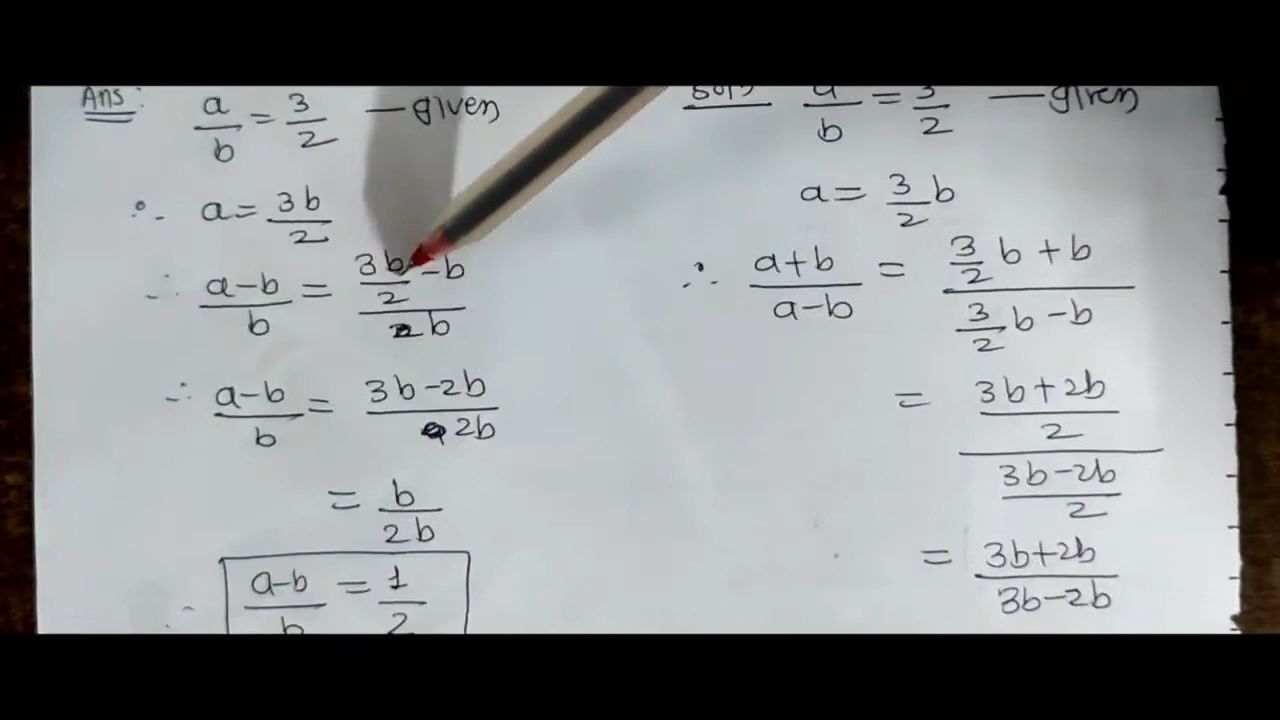 Ans: a/b = 3/2 — given
∴ a = 3b/2
∴ (a-b)/b = (3b/2 - b)/b
∴ (a-b)/b = (3b-2b)/2b
= b/2b
∴ (a-b)/b = 1/2
a/b = 3/2 — given
a = 3/2 b
∴ (a+b)/(a-b) = (3/2 b + b)/(3/2 b - b)
= ((3b+2b)/2)/((3b-2b)/2)
= (3b+2b)/(3b-2b)